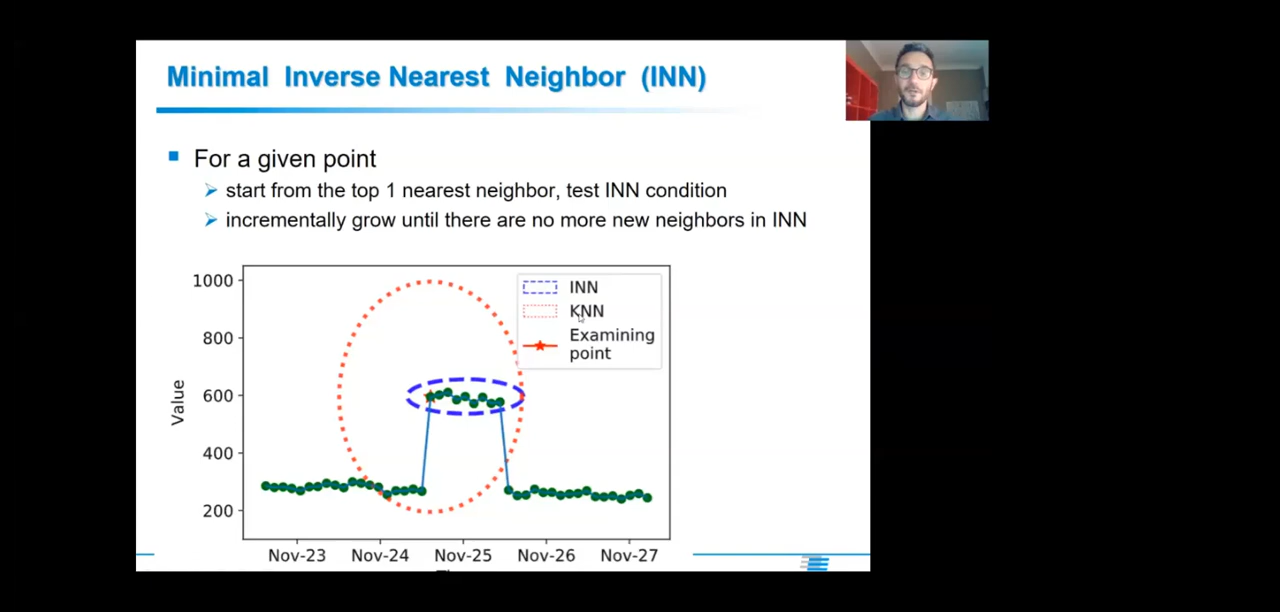 Minimal Inverse Nearest Neighbor (INN)
For a given point
start from the top 1 nearest neighbor, test INN condition
incrementally grow until there are no more new neighbors in INN
1000
800
600
400
200
Value
INN
KNN
Examining
point
Nov-23 Nov-24 Nov-25 Nov-26 Nov-27